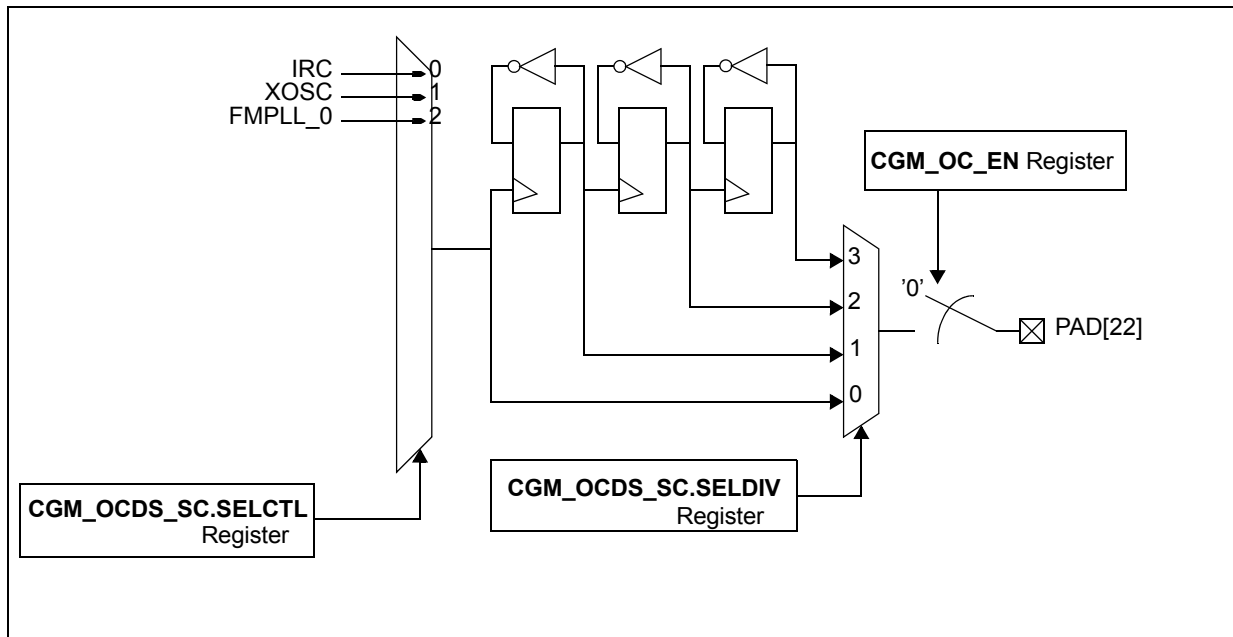 IRC
0
XOSC
1
FMPLL_0
2
CGM_OC_EN Register
3
’0’
2
PAD[22]
1
0
CGM_OCDS_SC.SELDIV
Register
CGM_OCDS_SC.SELCTL
Register